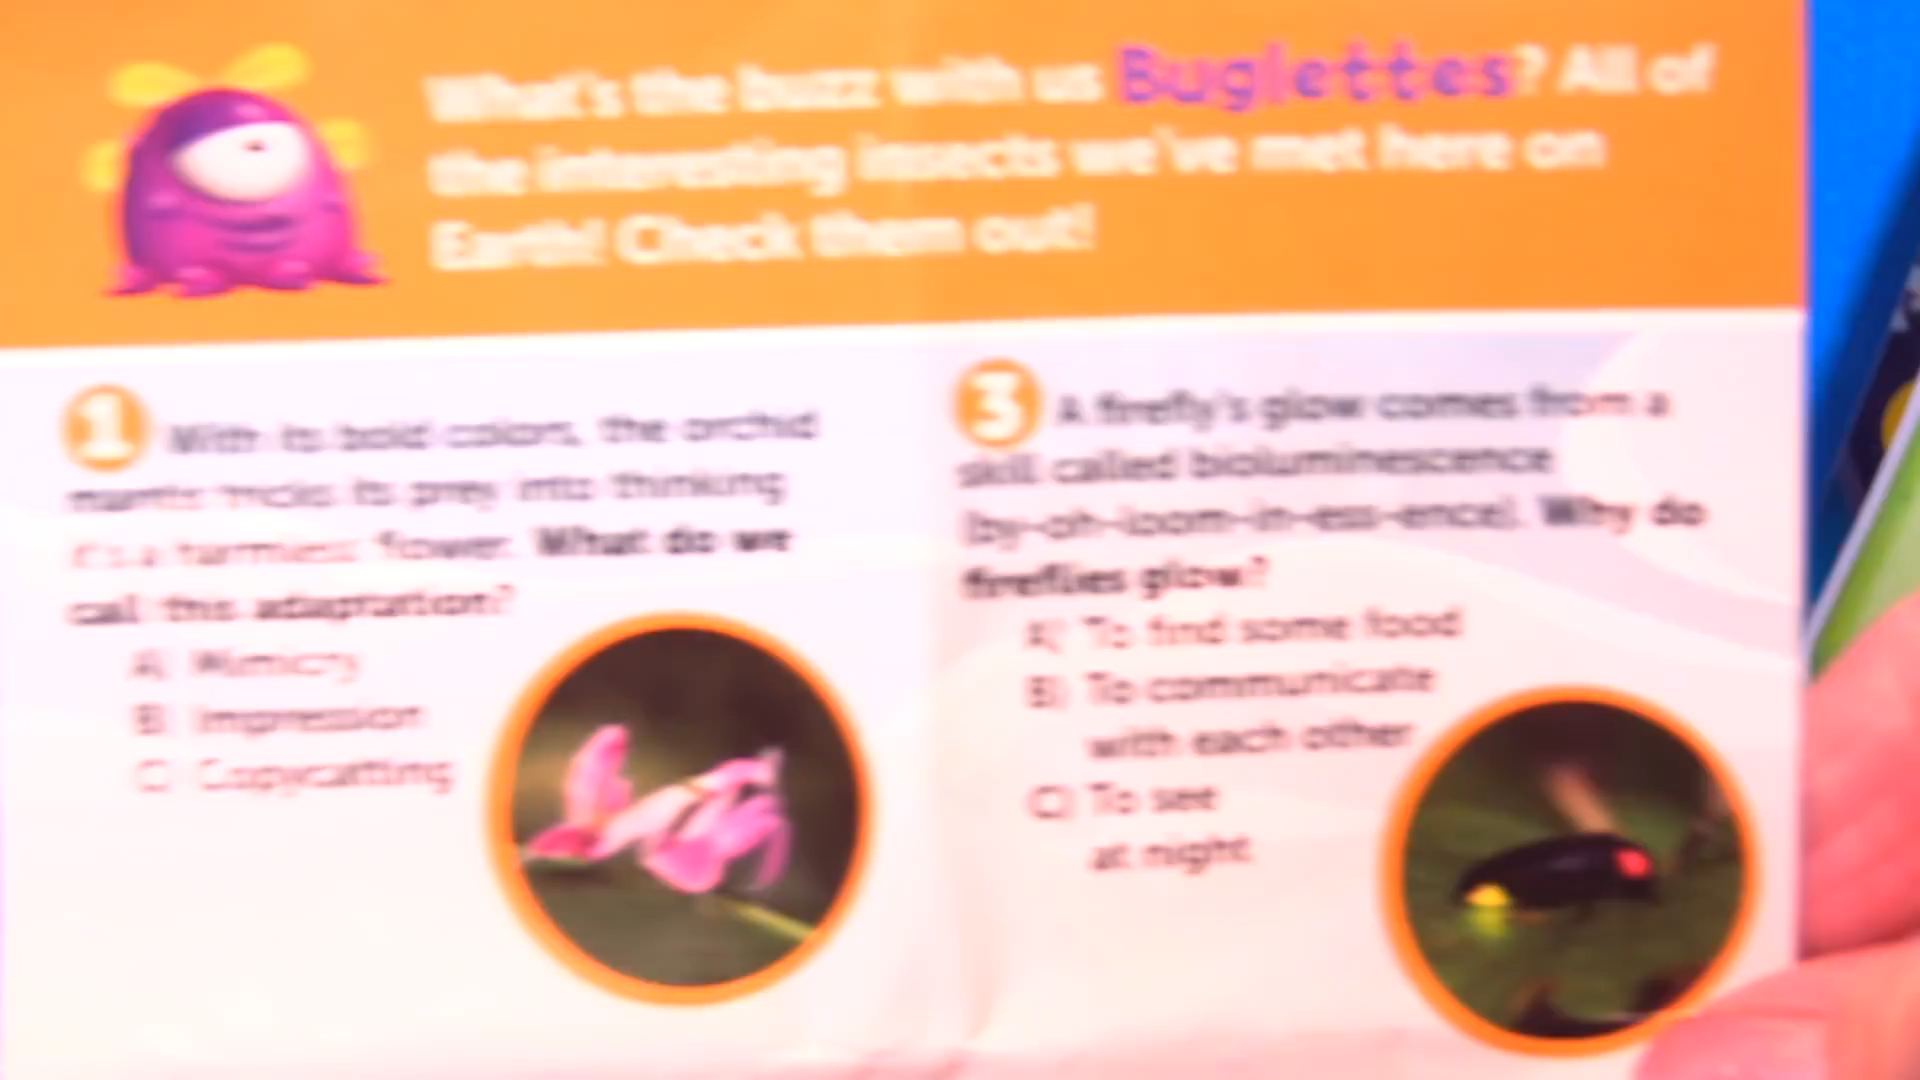 What's the buzz with us Buglettes? All of
the interesting insects we've met here on
Earth! Check them out!
1 With its bold colors, the orchid
mantis tricks its prey into thinking
it's a harmless flower. What do we
call this adaptation?
A) Mimicry
B) Impression
C) Copycatting
3 A firefly's glow comes from a
skill called bioluminescence
(by-oh-loom-in-ess-ence). Why do
fireflies glow?
A) To find some food
B) To communicate
with each other
C) To see
at night